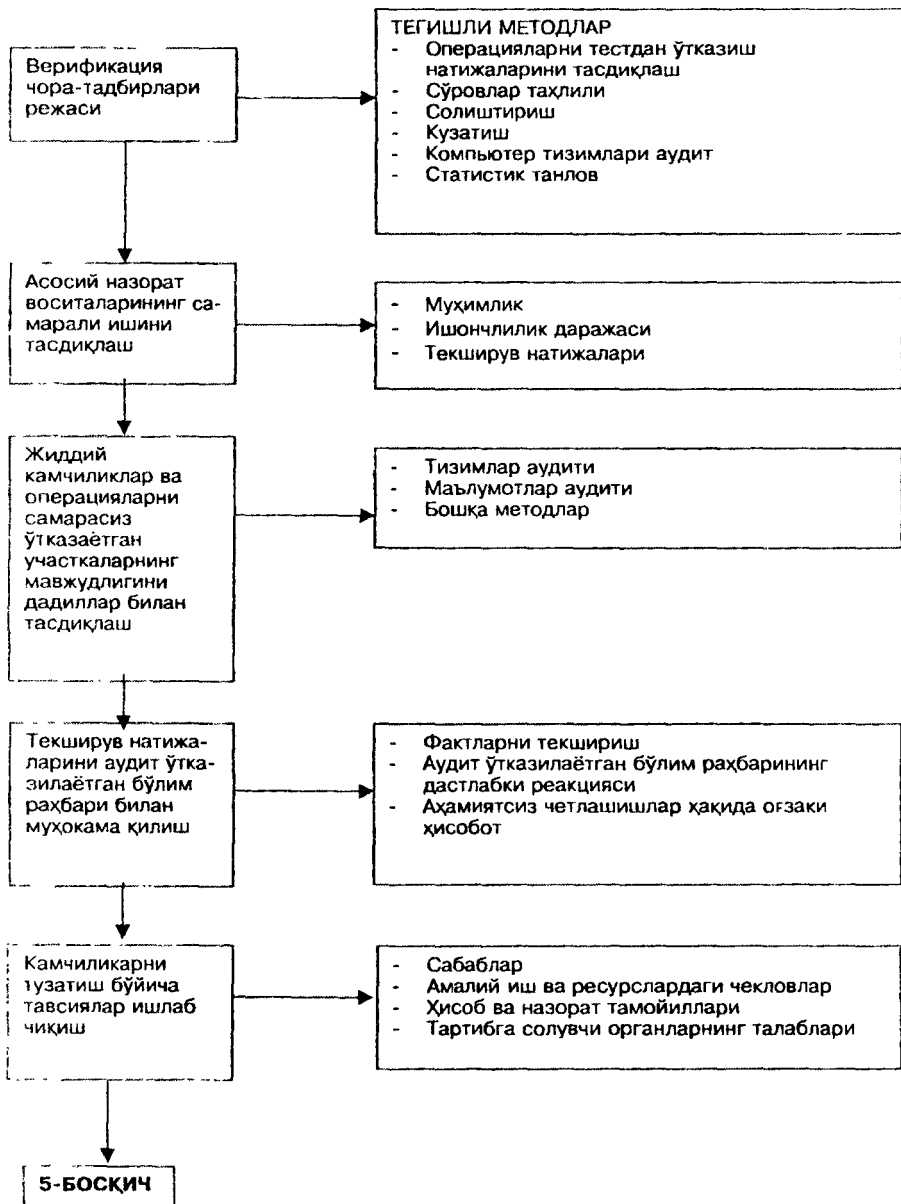 Верификация
чора-тадбирлари
режаси
ТЕГИШЛИ МЕТОДЛАР
- Операцияларни тестдан ўтказиш
натижаларини тасдиқлаш
- Сўровлар таҳлили
- Солиштириш
- Кузатиш
- Компьютер тизимлари аудит
- Статистик танлов
Асосий назорат
воситаларининг са-
марали ишини
тасдиқлаш
- Муҳимлик
- Ишончлилик даражаси
- Текширув натижалари
Жиддий
камчиликлар ва
операцияларни
самарасиз
ўтказаётган
участкаларнинг
мавжудлигини
дадиллар билан
тасдиқлаш
- Тизимлар аудити
- Маълумотлар аудити
- Бошқа методлар
Текширув натижа-
ларини аудит ўтка-
зилаётган бўлим
раҳбари билан
муҳокама қилиш
- Фактларни текшириш
- Аудит ўтказилаётган бўлим раҳбарининг
дастлабки реакцияси
- Аҳамиятсиз четлашишлар ҳақида оғзаки
ҳисобот
Камчиликарни
тузатиш бўйича
тавсиялар ишлаб
чиқиш
- Сабаблар
- Амалий иш ва ресурслардаги чекловлар
- Ҳисоб ва назорат тамойиллари
- Тартибга солувчи органларнинг талаблари
5-БОСҚИЧ